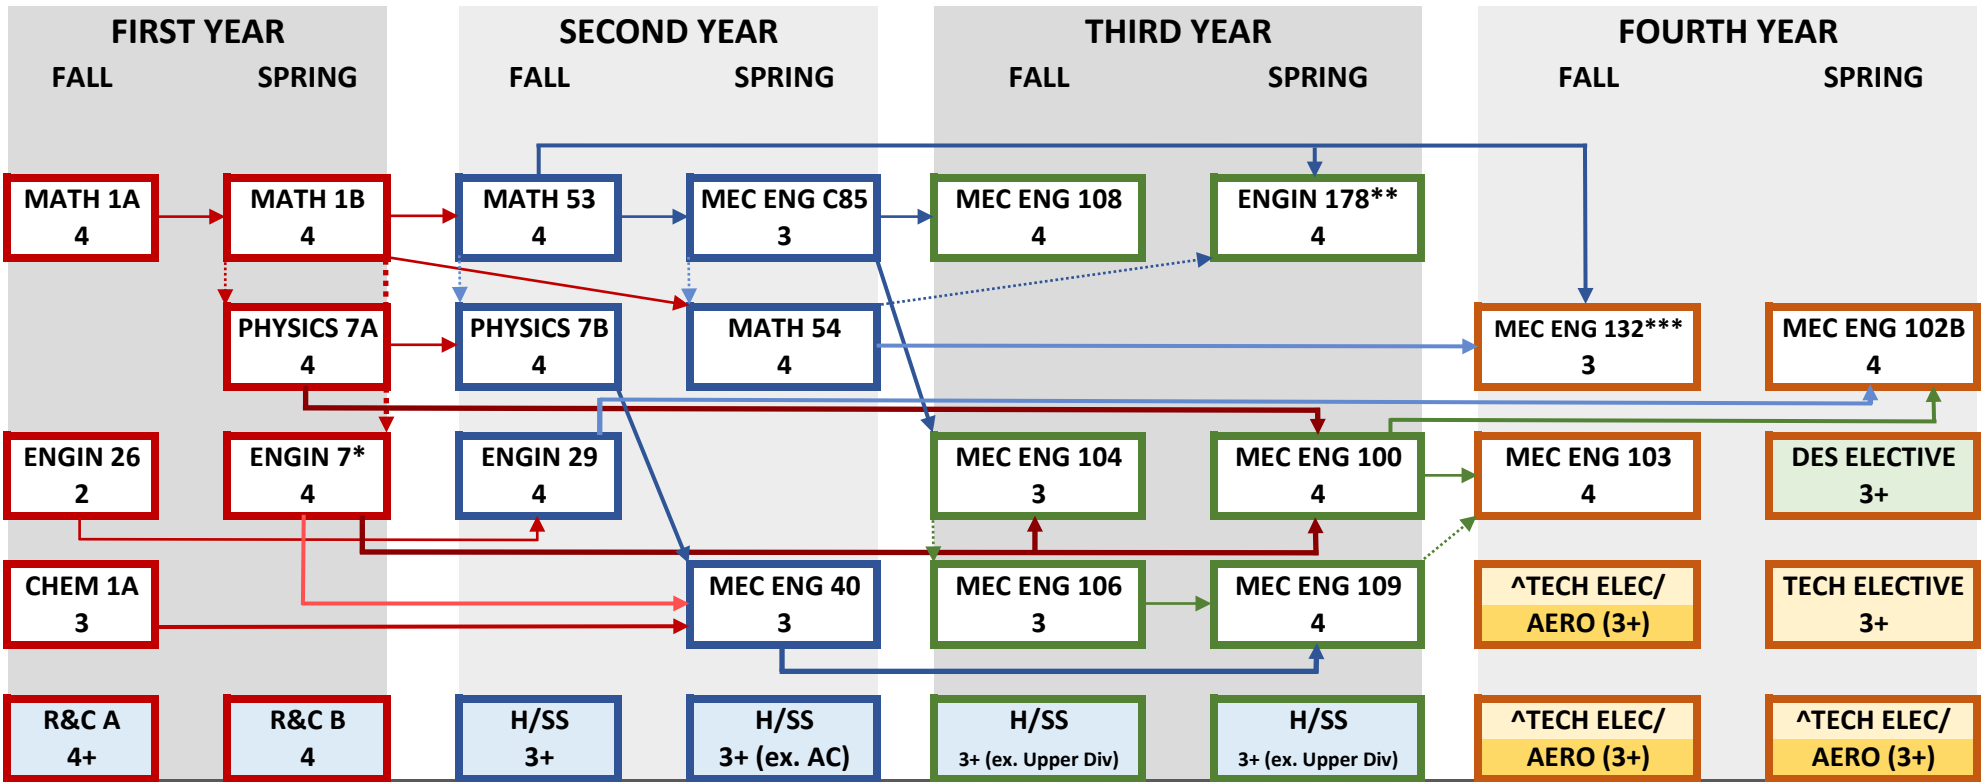 FIRST YEAR
SECOND YEAR
THIRD YEAR
FOURTH YEAR
FALL
SPRING
FALL
SPRING
FALL
SPRING
FALL
SPRING
MATH 1A
4
MATH 1B
4
MATH 53
4
MEC ENG C85
3
MEC ENG 108
4
ENGIN 178**
4
PHYSICS 7A
4
PHYSICS 7B
4
MATH 54
4
MEC ENG 132***
3
MEC ENG 102B
4
ENGIN 26
2
ENGIN 7*
4
ENGIN 29
4
MEC ENG 104
3
MEC ENG 100
4
MEC ENG 103
4
DES ELECTIVE
3+
CHEM 1A
3
MEC ENG 40
3
MEC ENG 106
3
MEC ENG 109
4
^TECH ELEC/
AERO (3+)
TECH ELECTIVE
3+
R&C A
4+
R&C B
4
H/SS
3+
H/SS
3+ (ex. AC)
H/SS
3+ (ex. Upper Div)
H/SS
3+ (ex. Upper Div)
^TECH ELEC/
AERO (3+)
^TECH ELEC/
AERO (3+)